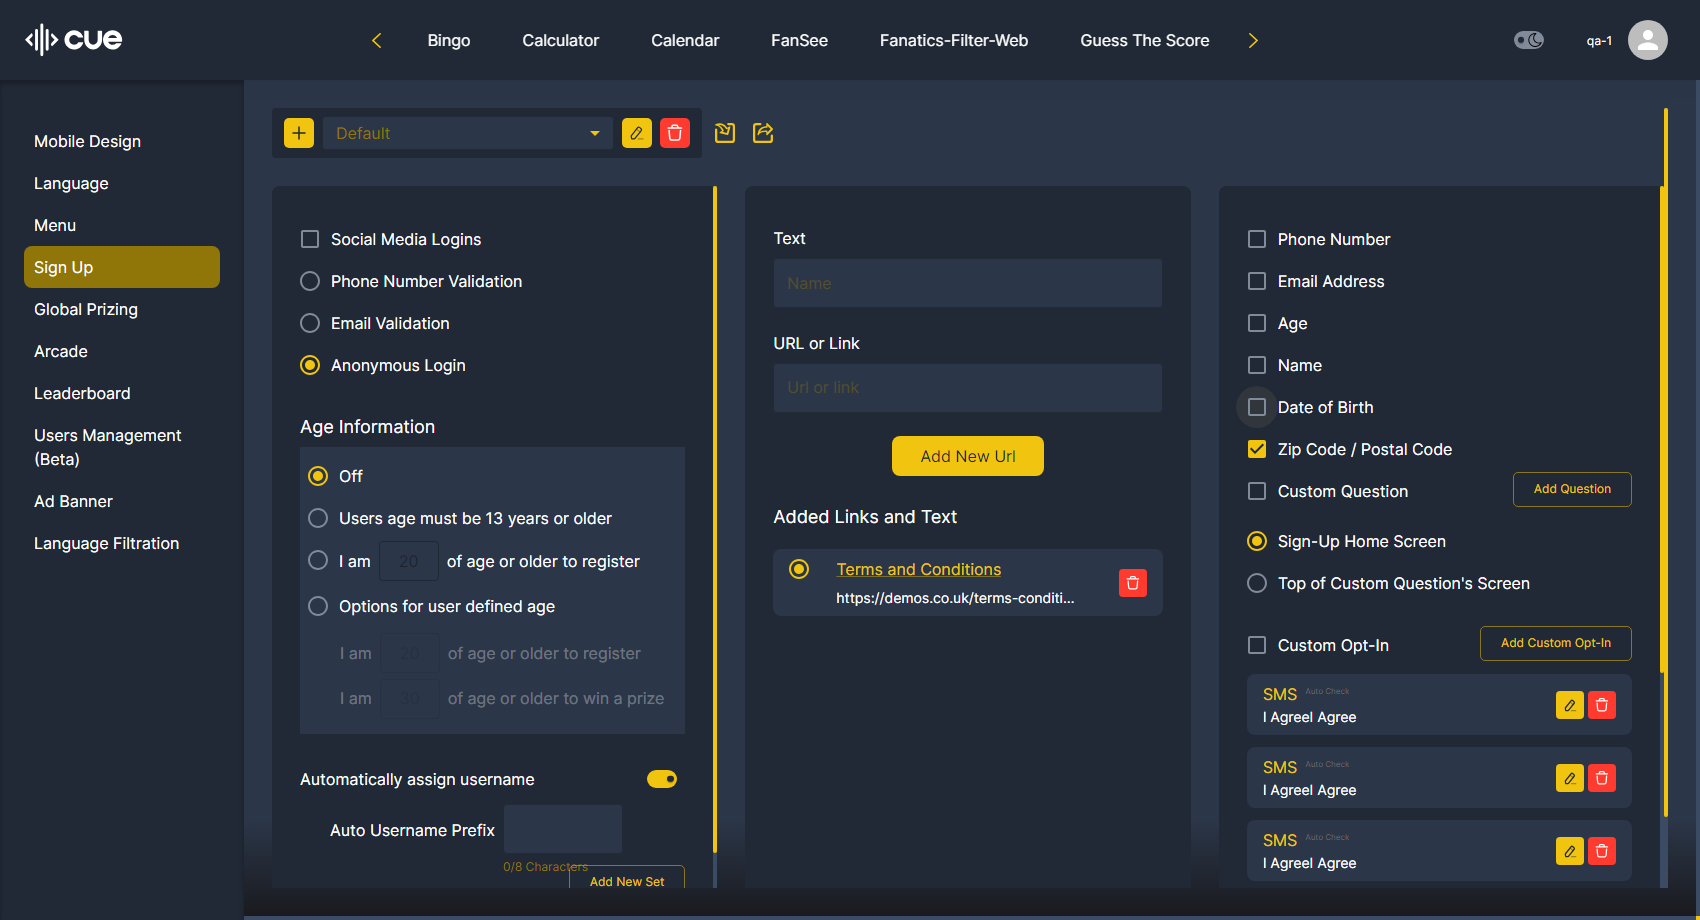 cue
Bingo
Calculator
Calendar
FanSee
Fanatics-Filter-Web
Guess The Score
qa-1
Mobile Design
Language
Menu
Sign Up
Global Prizing
Arcade
Leaderboard
Users Management
(Beta)
Ad Banner
Language Filtration
Default
Social Media Logins
Phone Number Validation
Email Validation
Anonymous Login
Age Information
Off
Users age must be 13 years or older
I am 20 of age or older to register
Options for user defined age
I am 20 of age or older to register
I am 30 of age or older to win a prize
Automatically assign username
Auto Username Prefix
0/8 Characters
Add New Set
Text
Name
URL or Link
Url or link
Add New Url
Added Links and Text
Terms and Conditions
https://demos.co.uk/terms-conditi...
Phone Number
Email Address
Age
Name
Date of Birth
Zip Code / Postal Code
Custom Question
Add Question
Sign-Up Home Screen
Top of Custom Question's Screen
Custom Opt-In
Add Custom Opt-In
SMS Auto Check
I AgreeI Agree
SMS Auto Check
I AgreeI Agree
SMS Auto Check
I AgreeI Agree